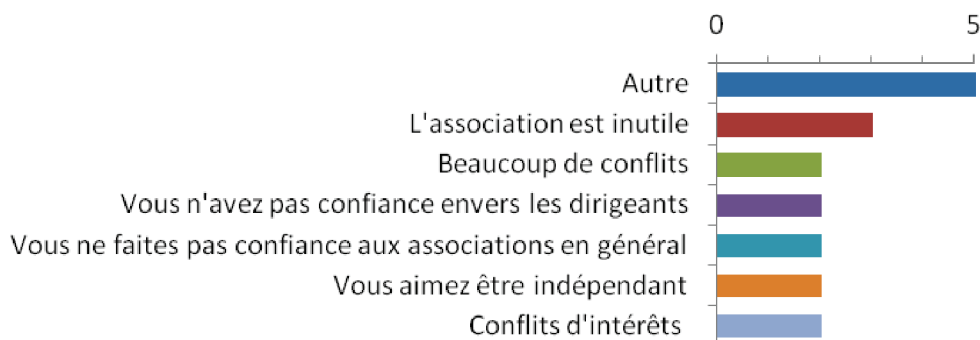 0 5
Autre
L'association est inutile
Beaucoup de conflits
Vous n'avez pas confiance envers les dirigeants
Vous ne faites pas confiance aux associations en général
Vous aimez être indépendant
Conflits d'intérêts